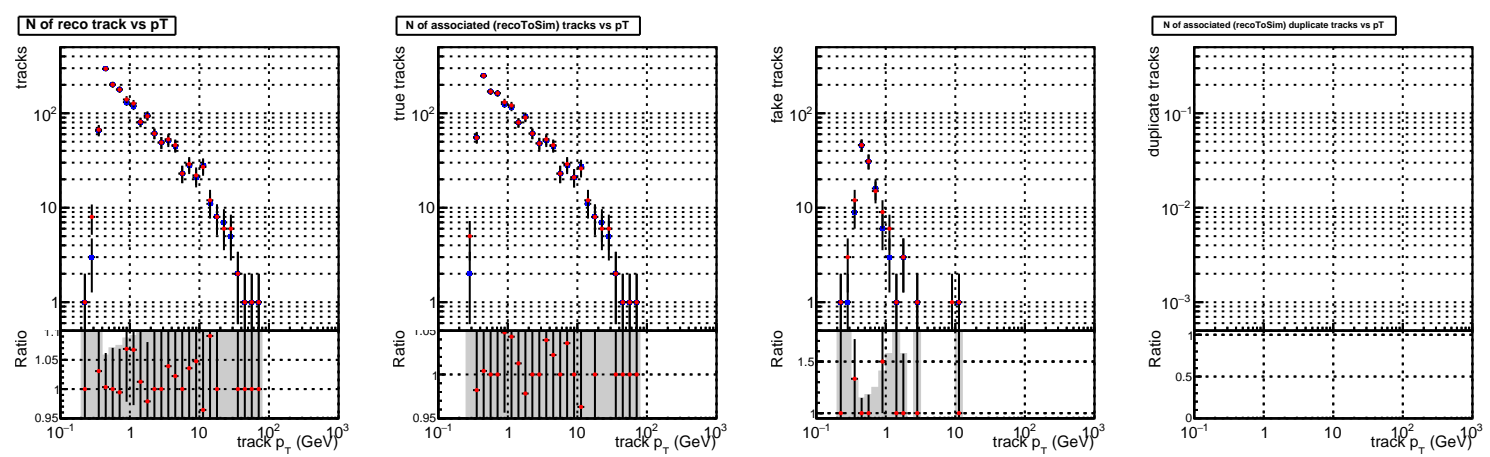 N of reco track vs pT
tracks
10²
10
1
Ratio
1.1
1.05
1
0.95
10⁻¹ 1 10 10² 10³
track p_T (GeV)
N of associated (recoToSim) tracks vs pT
true tracks
10²
10
1
Ratio
1.05
1
0.95
10⁻¹ 1 10 10² 10³
track p_T (GeV)
fake tracks
10²
10
1
Ratio
1.5
1
10⁻¹ 1 10 10² 10³
track p_T (GeV)
N of associated (recoToSim) duplicate tracks vs pT
duplicate tracks
10⁻¹
10⁻²
10⁻³
Ratio
1
0.5
0
10⁻¹ 1 10 10² 10³
track p_T (GeV)